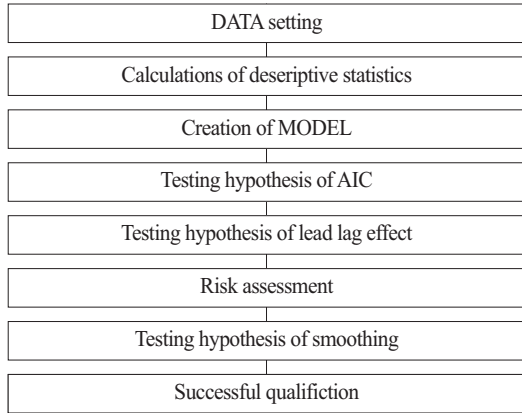 DATA setting
Calculations of deseriptive statistics
Creation of MODEL
Testing hypothesis of AIC
Testing hypothesis of lead lag effect
Risk assessment
Testing hypothesis of smoothing
Successful qualifiction